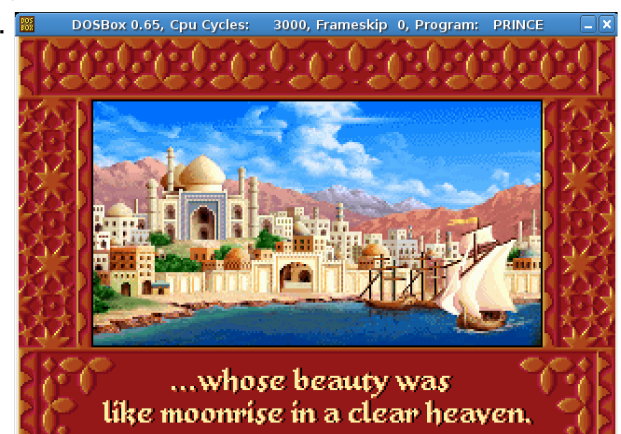 DOSBox 0.65, Cpu Cycles: 3000, Frameskip 0, Program: PRINCE
...whose beauty was
like moonrise in a clear heaven.